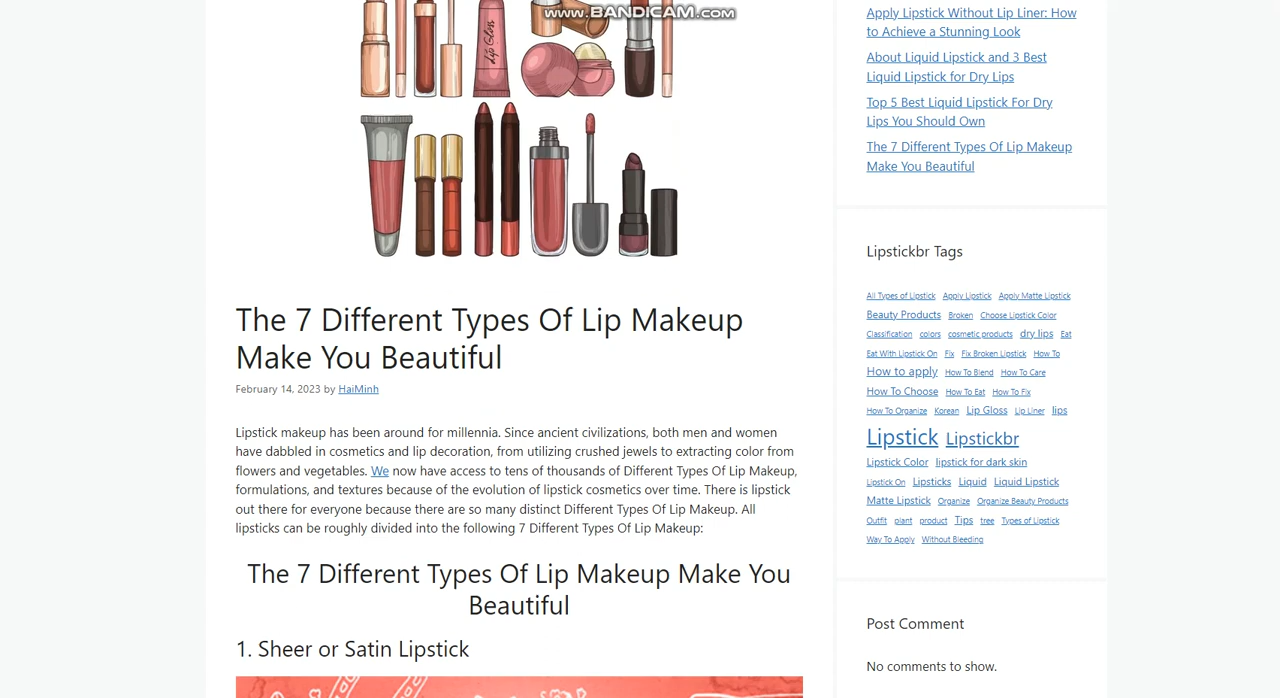 www.BANDICAM.com
Lip Gloss
The 7 Different Types Of Lip Makeup
Make You Beautiful
February 14, 2023 by HaiMinh
Lipstick makeup has been around for millennia. Since ancient civilizations, both men and women
have dabbled in cosmetics and lip decoration, from utilizing crushed jewels to extracting color from
flowers and vegetables. We now have access to tens of thousands of Different Types Of Lip Makeup,
formulations, and textures because of the evolution of lipstick cosmetics over time. There is lipstick
out there for everyone because there are so many distinct Different Types Of Lip Makeup. All
lipsticks can be roughly divided into the following 7 Different Types Of Lip Makeup:
The 7 Different Types Of Lip Makeup Make You
Beautiful
1. Sheer or Satin Lipstick
Apply Lipstick Without Lip Liner: How
to Achieve a Stunning Look
About Liquid Lipstick and 3 Best
Liquid Lipstick for Dry Lips
Top 5 Best Liquid Lipstick For Dry
Lips You Should Own
The 7 Different Types Of Lip Makeup
Make You Beautiful
Lipstickbr Tags
All Types of Lipstick Apply Lipstick Apply Matte Lipstick
Beauty Products Broken Choose Lipstick Color
Classification colors cosmetic products dry lips Eat
Eat With Lipstick On Fix Fix Broken Lipstick How To
How to apply How To Blend How To Care
How To Choose How To Eat How To Fix
How To Organize Korean Lip Gloss Lip Liner lips
Lipstick Lipstickbr
Lipstick Color lipstick for dark skin
Lipstick On Lipsticks Liquid Liquid Lipstick
Matte Lipstick Organize Organize Beauty Products
Outfit plant product Tips tree Types of Lipstick
Way To Apply Without Bleeding
Post Comment
No comments to show.